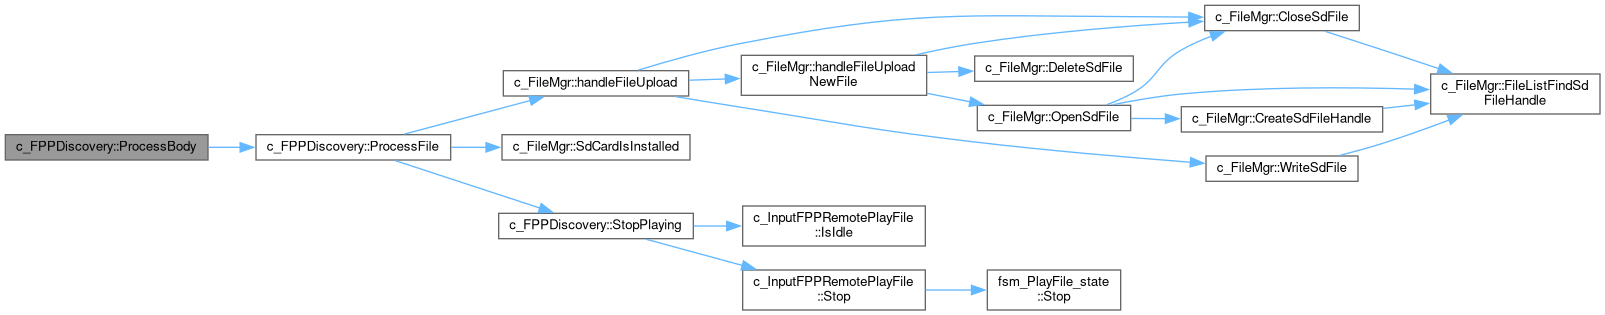 c_FPPDiscovery::ProcessBody
c_FPPDiscovery::ProcessFile
c_FileMgr::handleFileUpload
c_FileMgr::SdCardIsInstalled
c_FPPDiscovery::StopPlaying
c_FileMgr::handleFileUpload
NewFile
c_InputFPPRemotePlayFile
::IsIdle
c_InputFPPRemotePlayFile
::Stop
c_FileMgr::DeleteSdFile
c_FileMgr::OpenSdFile
fsm_PlayFile_state
::Stop
c_FileMgr::CloseSdFile
c_FileMgr::CreateSdFileHandle
c_FileMgr::WriteSdFile
c_FileMgr::FileListFindSd
FileHandle